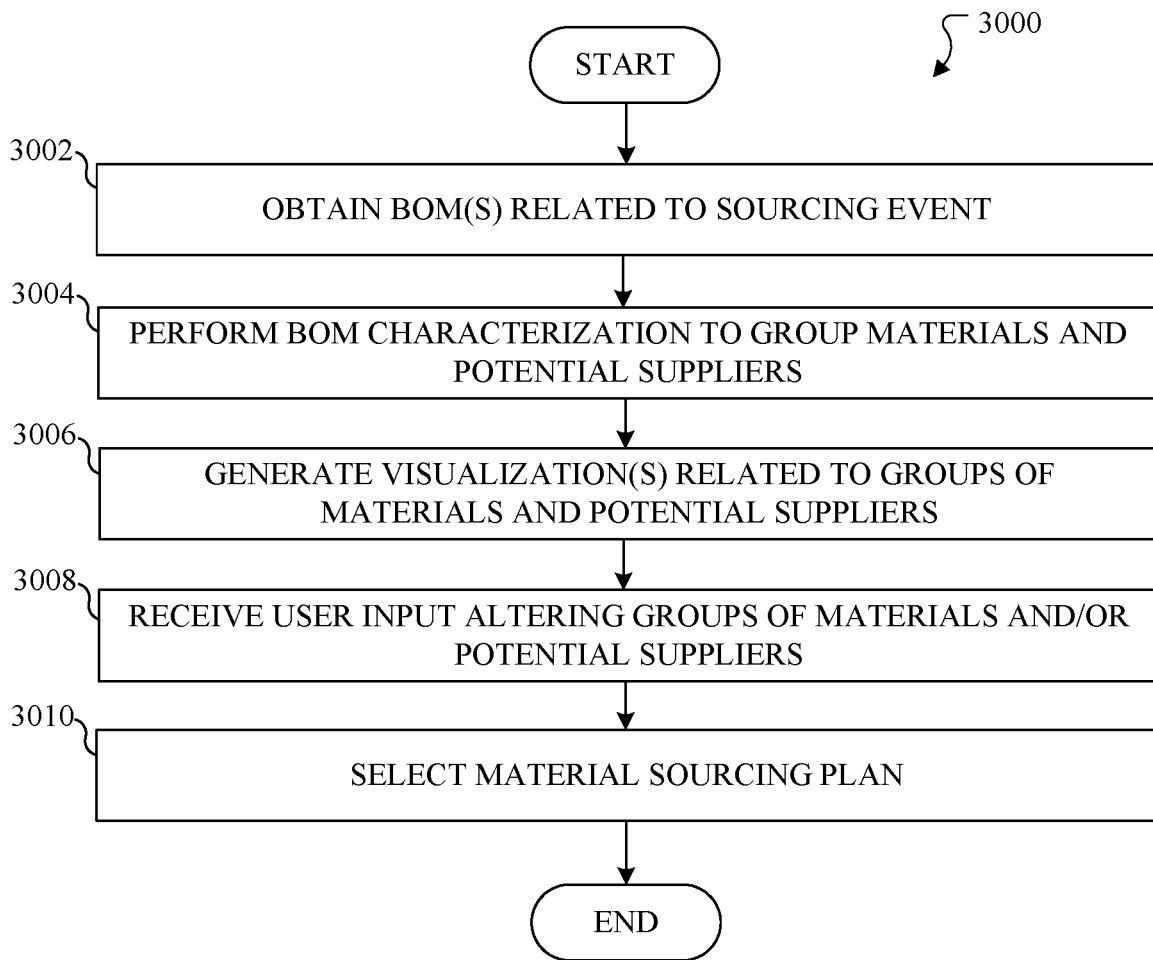 3000
START
3002
OBTAIN BOM(S) RELATED TO SOURCING EVENT
3004
PERFORM BOM CHARACTERIZATION TO GROUP MATERIALS AND
POTENTIAL SUPPLIERS
3006
GENERATE VISUALIZATION(S) RELATED TO GROUPS OF
MATERIALS AND POTENTIAL SUPPLIERS
3008
RECEIVE USER INPUT ALTERING GROUPS OF MATERIALS AND/OR
POTENTIAL SUPPLIERS
3010
SELECT MATERIAL SOURCING PLAN
END